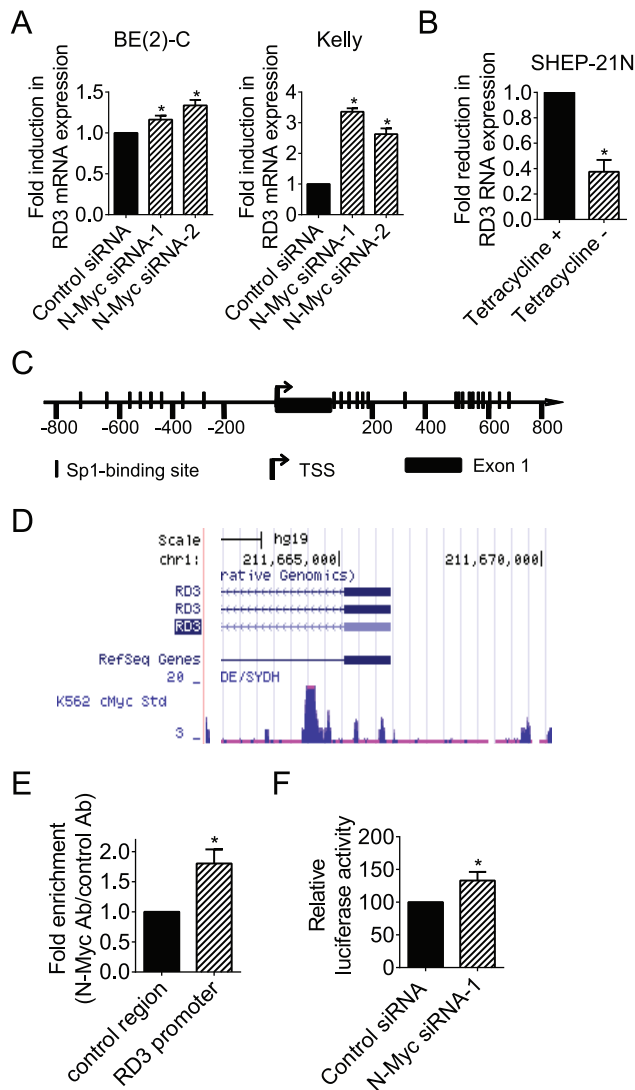 A
BE(2)-C
Kelly
Fold induction in
RD3 mRNA expression
1.5
1.0
0.5
0.0
Control siRNA
N-Myc siRNA-1
N-Myc siRNA-2
*
*
Fold induction in
RD3 mRNA expression
4
3
2
1
0
Control siRNA
N-Myc siRNA-1
N-Myc siRNA-2
*
*
B
SHEP-21N
Fold reduction in
RD3 RNA expression
1.0
0.8
0.6
0.4
0.2
0.0
*
Tetracycline +
Tetracycline -
C
-800 -600 -400 -200 200 400 600 800
Sp1-binding site TSS Exon 1
D
Scale hg19
chr1: 211,665,000 211,670,000
rative Genomics)
RD3
RD3
RD3
RefSeq Genes
20 _ DE/SYDH
K562 cMyc Std
3 _
E
Fold enrichment
(N-Myc Ab/control Ab)
2.0
1.5
1.0
0.5
0.0
*
control region
RD3 promoter
F
Relative
luciferase activity
200
150
100
50
0
*
Control siRNA
N-Myc siRNA-1